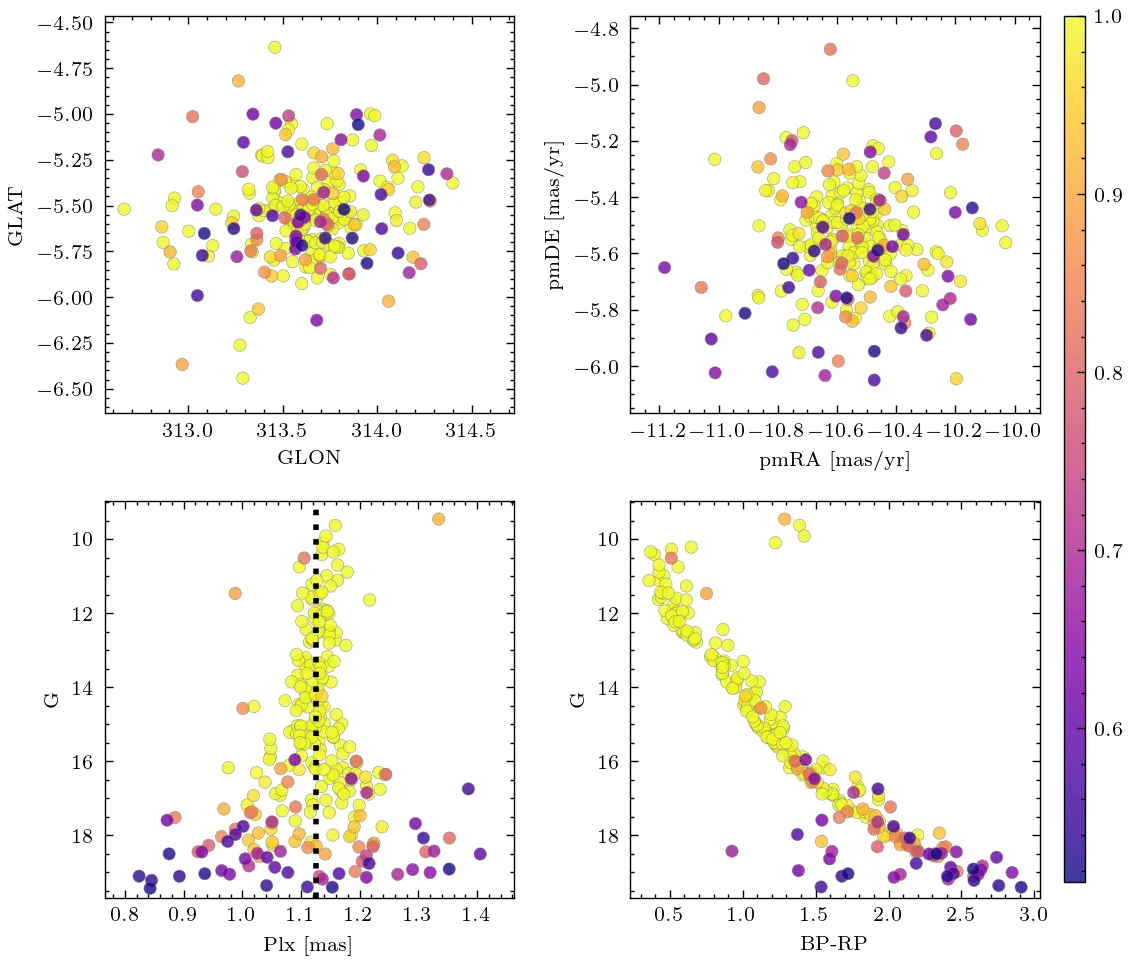 −4.50
−4.75
−5.00
−5.25
−5.50
−5.75
−6.00
−6.25
−6.50
GLAT
313.0 313.5 314.0 314.5
GLON
−4.8
−5.0
−5.2
−5.4
−5.6
−5.8
−6.0
pmDE [mas/yr]
−11.2 −11.0 −10.8 −10.6 −10.4 −10.2 −10.0
pmRA [mas/yr]
1.0
0.9
0.8
0.7
0.6
10
12
14
16
18
G
0.8 0.9 1.0 1.1 1.2 1.3 1.4
Plx [mas]
10
12
14
16
18
G
0.5 1.0 1.5 2.0 2.5 3.0
BP-RP